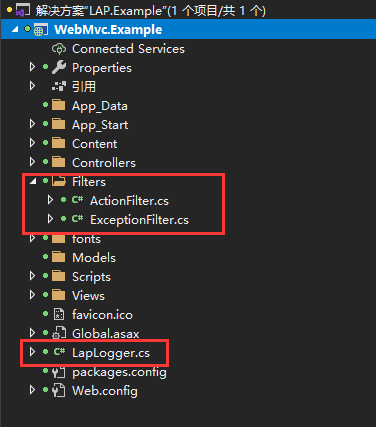 解决方案“LAP.Example”(1 个项目/共 1 个)
WebMvc.Example
Connected Services
Properties
引用
App_Data
App_Start
Content
Controllers
Filters
C# ActionFilter.cs
C# ExceptionFilter.cs
fonts
Models
Scripts
Views
favicon.ico
Global.asax
C# LapLogger.cs
packages.config
Web.config